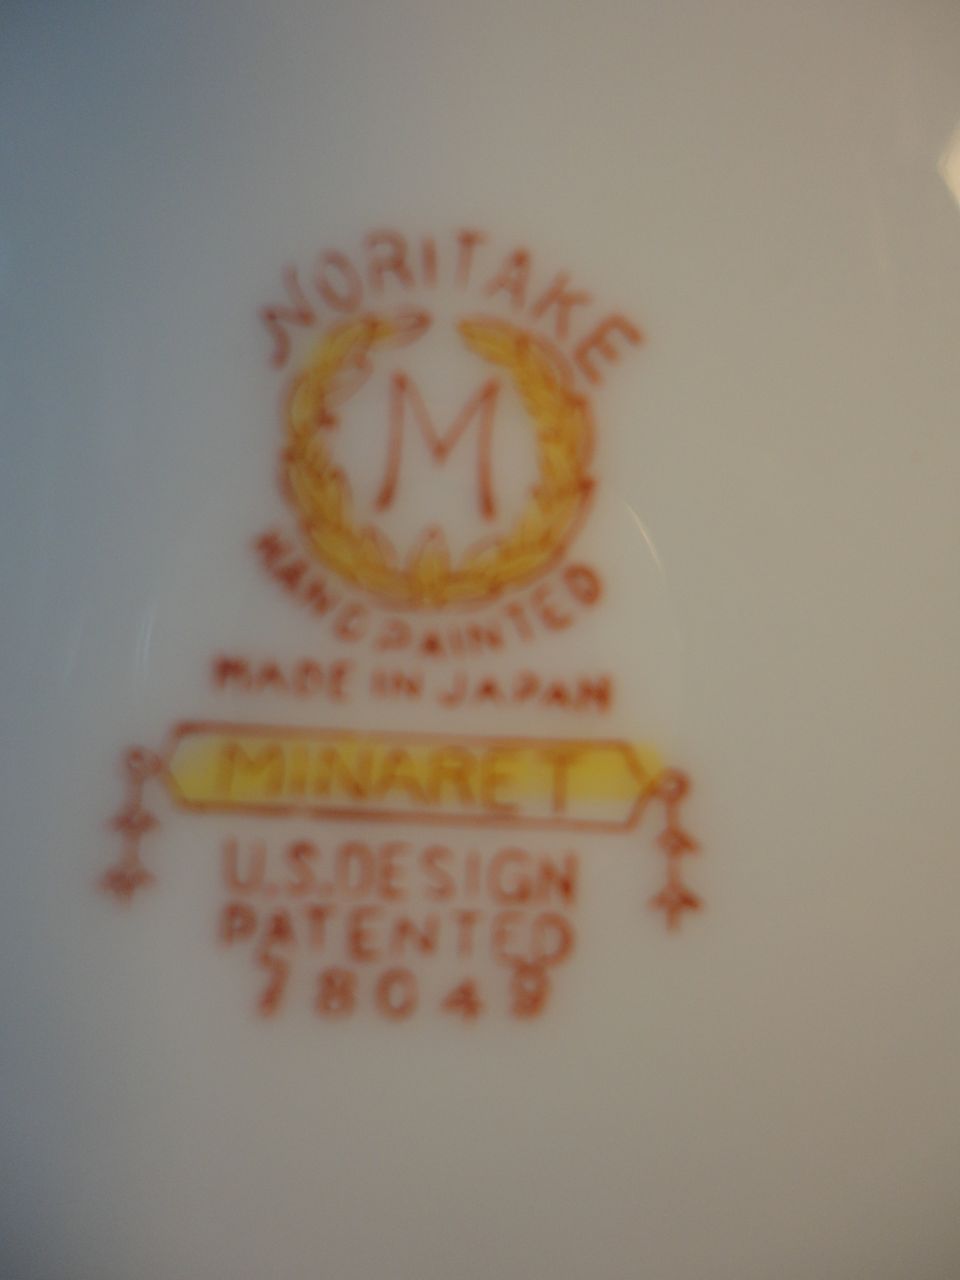 NORITAKE
M
HAND PAINTED
MADE IN JAPAN
MINARET
U.S.DESIGN
PATENTED
78049